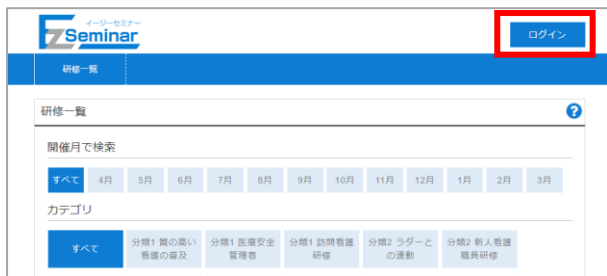 イージーセミナー
EZSeminar
ログイン
研修一覧
研修一覧
?
開催月で検索
すべて 4月 5月 6月 7月 8月 9月 10月 11月 12月 1月 2月 3月
カテゴリ
すべて
分類1 質の高い
看護の普及
分類1 医療安全
管理者
分類1 訪問看護
研修
分類2 ラダーと
の連動
分類2 新人看護
職員研修